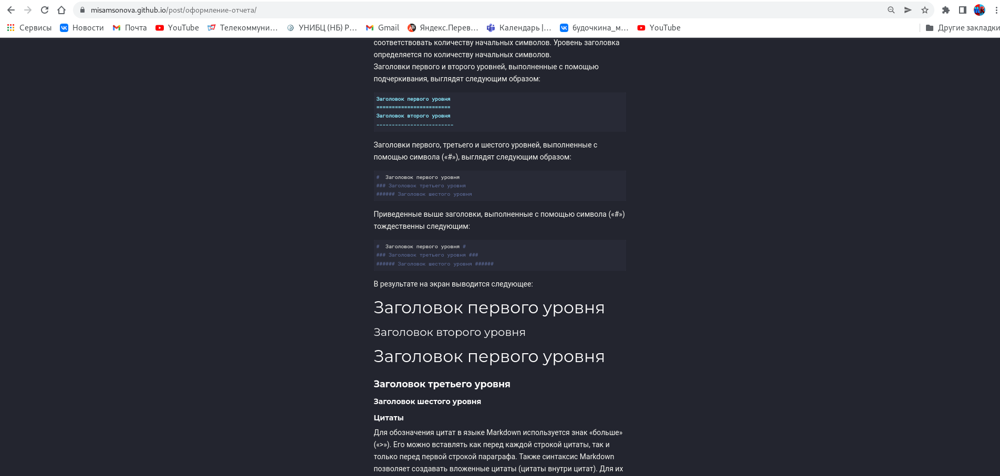 misamsonova.github.io/post/оформление-отчета/
Сервисы Новости Почта YouTube Телекоммуни... УНИБЦ (НБ) Р... Gmail Яндекс.Перев... Календарь |... будочкина_м... YouTube Другие закладки
соответствовать количеству начальных символов. Уровень заголовка
определяется по количеству начальных символов.
Заголовки первого и второго уровней, выполненные с помощью
подчеркивания, выглядят следующим образом:
Заголовок первого уровня
========================
Заголовок второго уровня
-------------------------
Заголовки первого, третьего и шестого уровней, выполненные с
помощью символа («#»), выглядят следующим образом:
#  Заголовок первого уровня
### Заголовок третьего уровня
###### Заголовок шестого уровня
Приведенные выше заголовки, выполненные с помощью символа («#»)
тождественны следующим:
#  Заголовок первого уровня #
### Заголовок третьего уровня ###
###### Заголовок шестого уровня ######
В результате на экран выводится следующее:
Заголовок первого уровня
Заголовок второго уровня
Заголовок первого уровня
Заголовок третьего уровня
Заголовок шестого уровня
Цитаты
Для обозначения цитат в языке Markdown используется знак «больше»
(«>»). Его можно вставлять как перед каждой строкой цитаты, так и
только перед первой строкой параграфа. Также синтаксис Markdown
позволяет создавать вложенные цитаты (цитаты внутри цитат). Для их